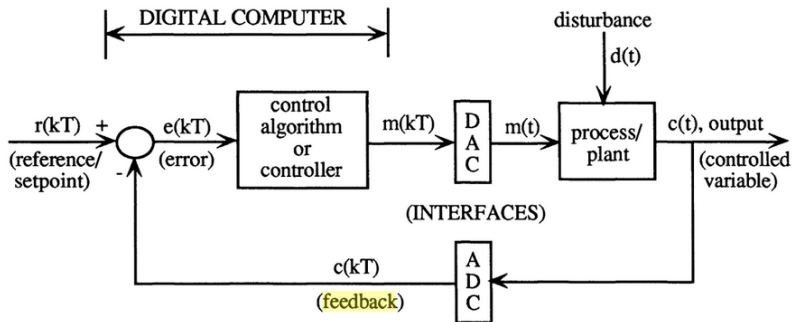 DIGITAL COMPUTER
disturbance
d(t)
r(kT) +
(reference/
setpoint)
-
e(kT)
(error)
control
algorithm
or
controller
m(kT)
D
A
C
m(t)
process/
plant
c(t), output
(controlled
variable)
(INTERFACES)
c(kT)
(feedback)
A
D
C